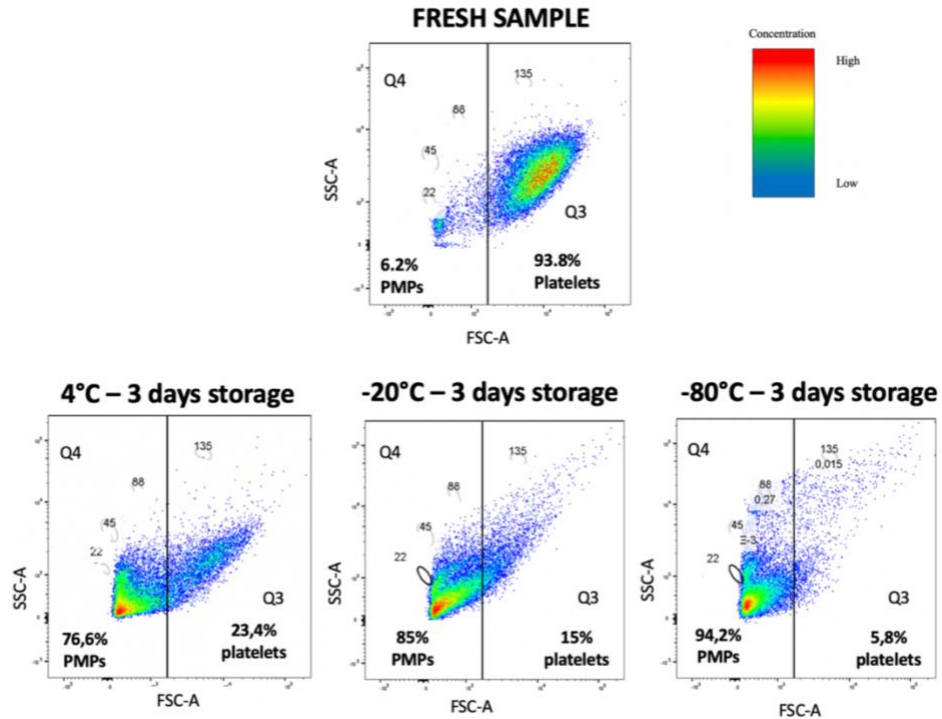 FRESH SAMPLE
Concentration
High
Low
Q4
135
88
45
22
Q3
6.2%
PMPs
93.8%
Platelets
SSC-A
FSC-A
4°C – 3 days storage
Q4
135
88
45
22
Q3
76,6%
PMPs
23,4%
platelets
SSC-A
FSC-A
-20°C – 3 days storage
Q4
135
88
45
22
Q3
85%
PMPs
15%
platelets
SSC-A
FSC-A
-80°C – 3 days storage
Q4
135
0,015
88
0,27
45
22
Q3
94,2%
PMPs
5,8%
platelets
SSC-A
FSC-A